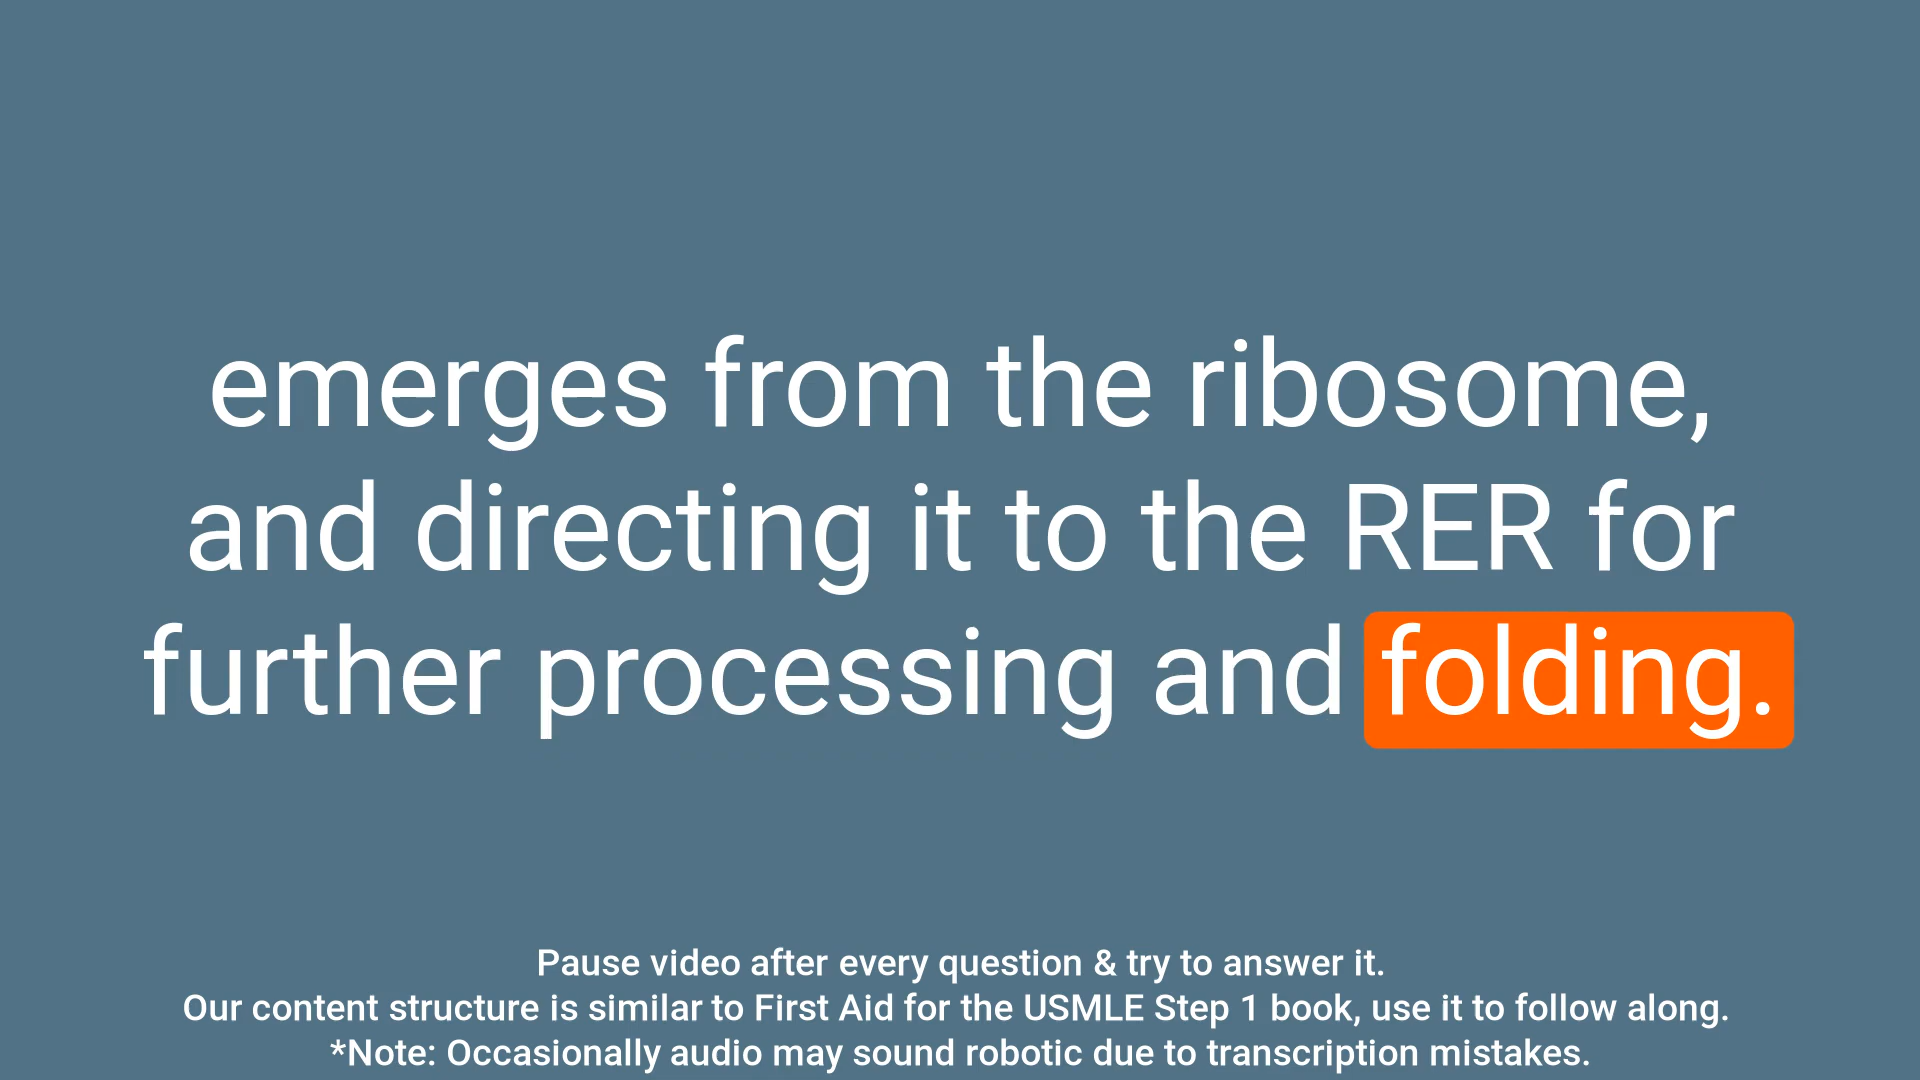 emerges from the ribosome,
and directing it to the RER for
further processing and folding.
Pause video after every question & try to answer it.
Our content structure is similar to First Aid for the USMLE Step 1 book, use it to follow along.
*Note: Occasionally audio may sound robotic due to transcription mistakes.